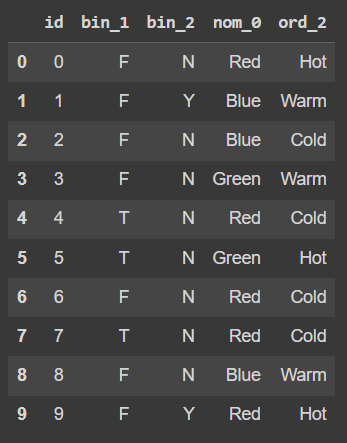 id bin_1 bin_2 nom_0 ord_2
0 0 F N Red Hot
1 1 F Y Blue Warm
2 2 F N Blue Cold
3 3 F N Green Warm
4 4 T N Red Cold
5 5 T N Green Hot
6 6 F N Red Cold
7 7 T N Red Cold
8 8 F N Blue Warm
9 9 F Y Red Hot